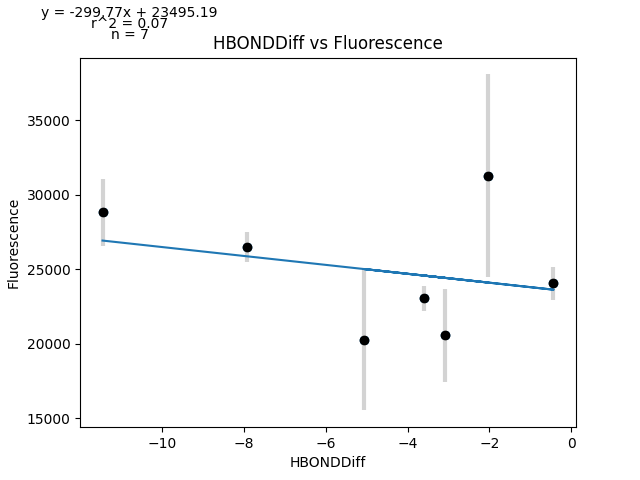 y = -299.77x + 23495.19
r^2 = 0.07
n = 7
HBONDDiff vs Fluorescence
Fluorescence
35000
30000
25000
20000
15000
−10
−8
−6
−4
−2
0
HBONDDiff